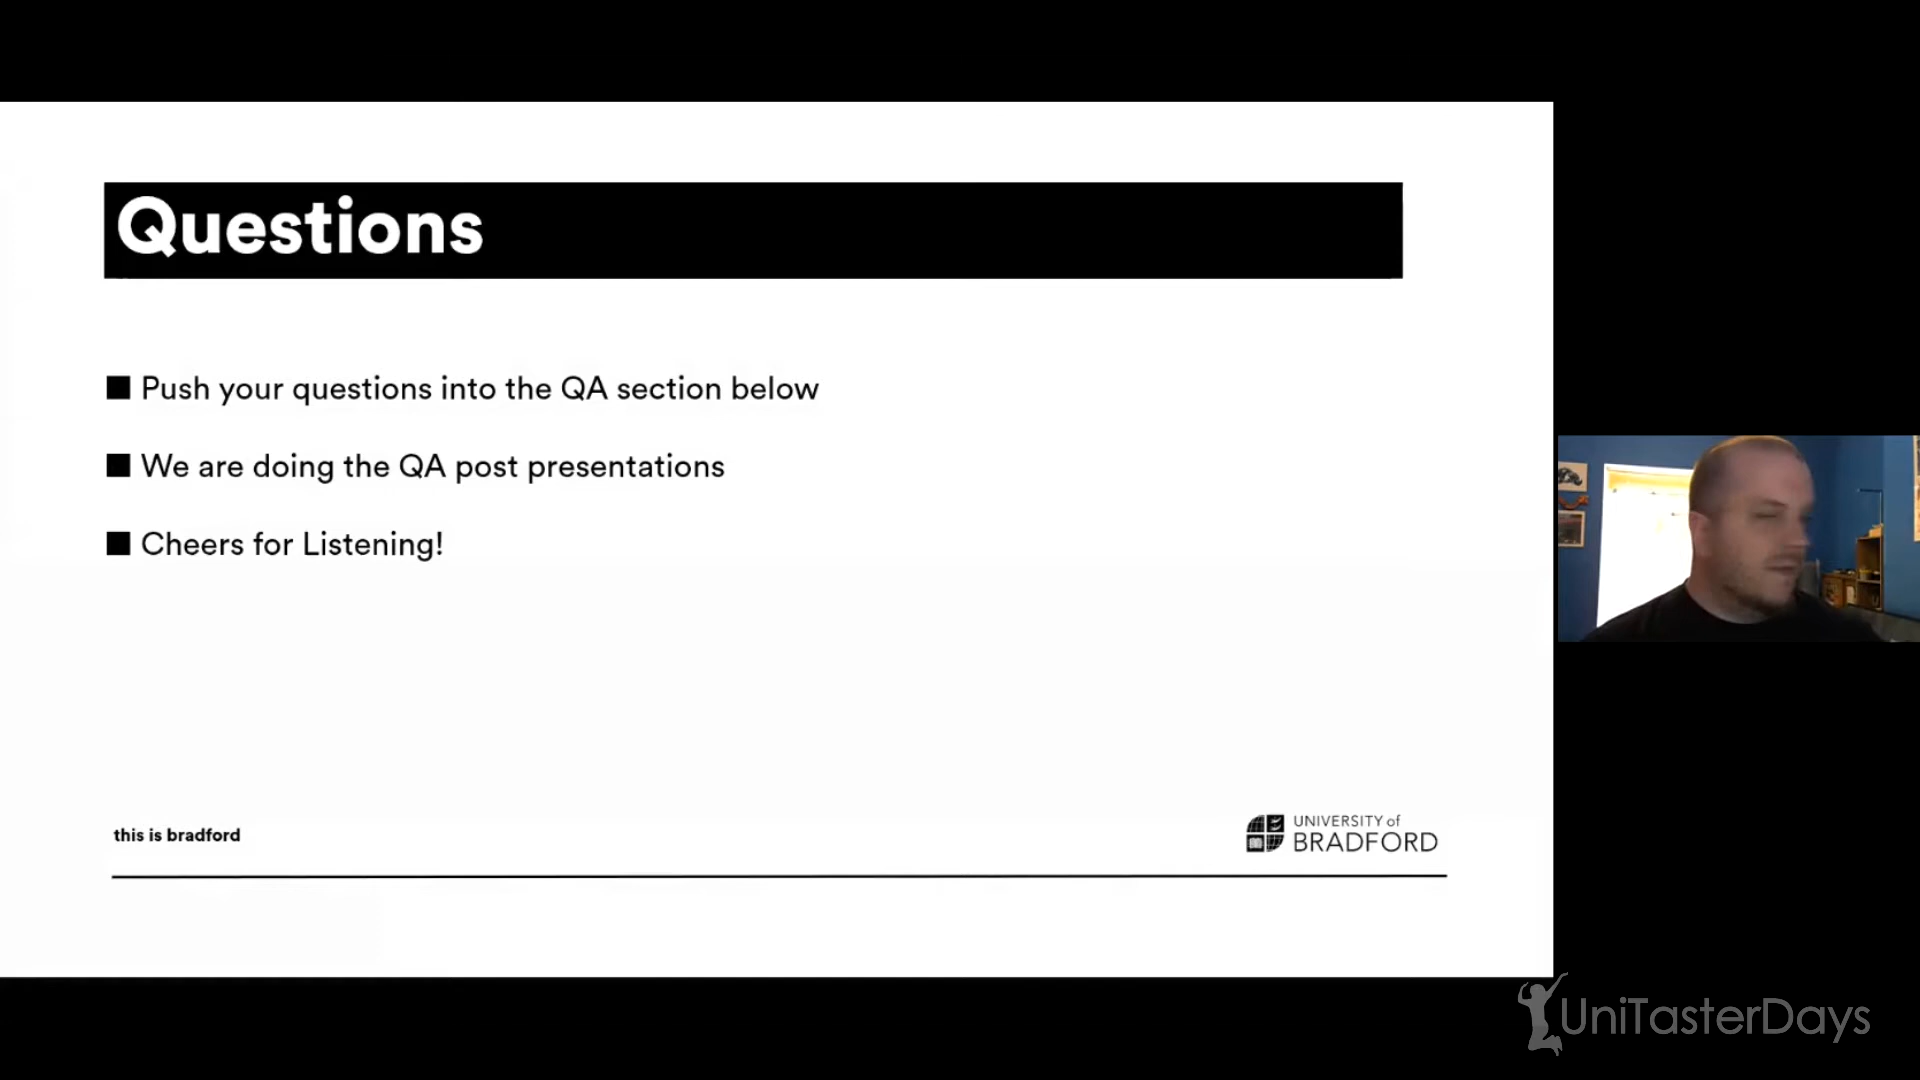 Questions
Push your questions into the QA section below
We are doing the QA post presentations
Cheers for Listening!
this is bradford
UNIVERSITY of
BRADFORD
UniTasterDays